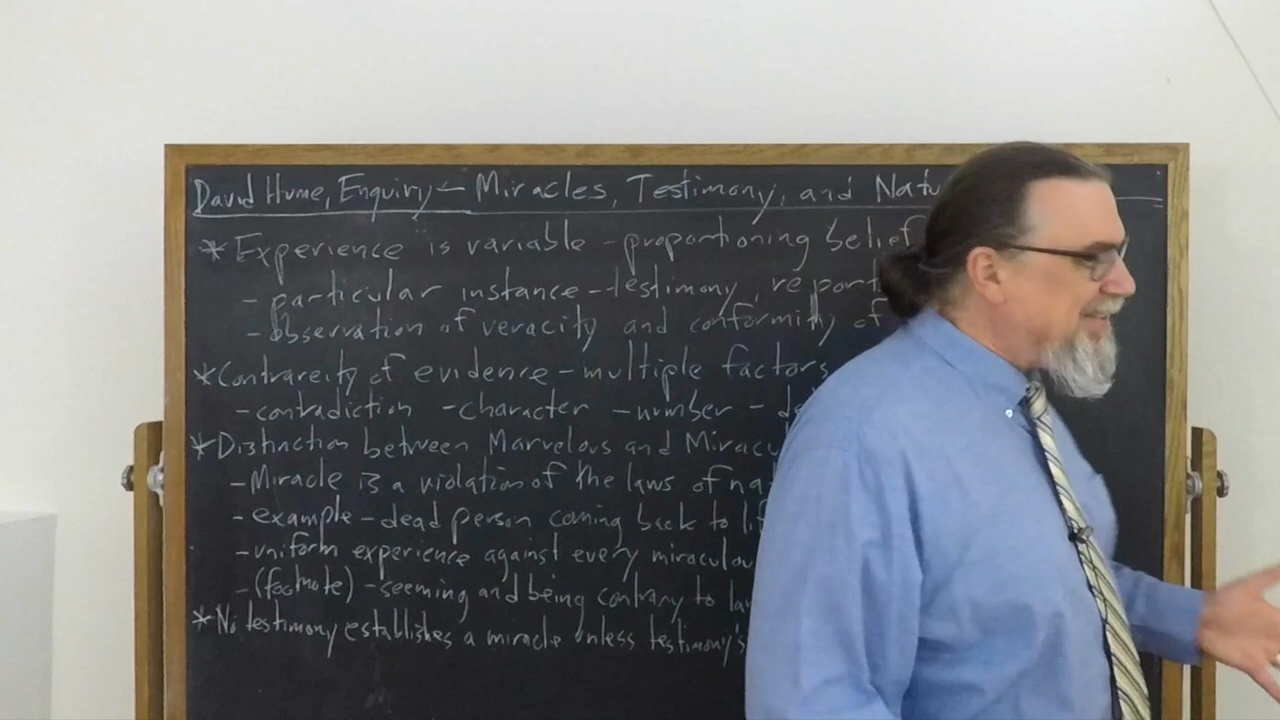 David Hume, Enquiry - Miracles, Testimony, and Natu
* Experience is variable - proportioning belief
- particular instance - testimony, report
- observation of veracity and conformity of
* Contrareity of evidence - multiple factors
- contradiction - character - number - de
* Distinction between Marvelous and Miracu
- Miracle is a violation of the laws of na
- example - dead person coming back to lif
- uniform experience against every miraculou
- (footnote) - seeming and being contrary to law
* No testimony establishes a miracle unless testimony's